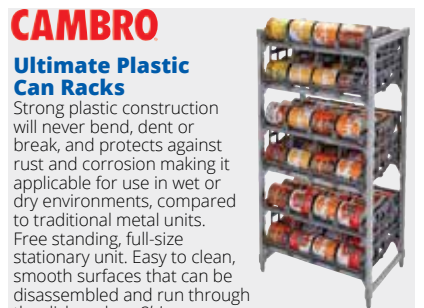 CAMBRO
Ultimate Plastic
Can Racks
Strong plastic construction
will never bend, dent or
break, and protects against
rust and corrosion making it
applicable for use in wet or
dry environments, compared
to traditional metal units.
Free standing, full-size
stationary unit. Easy to clean,
smooth surfaces that can be
disassembled and run through